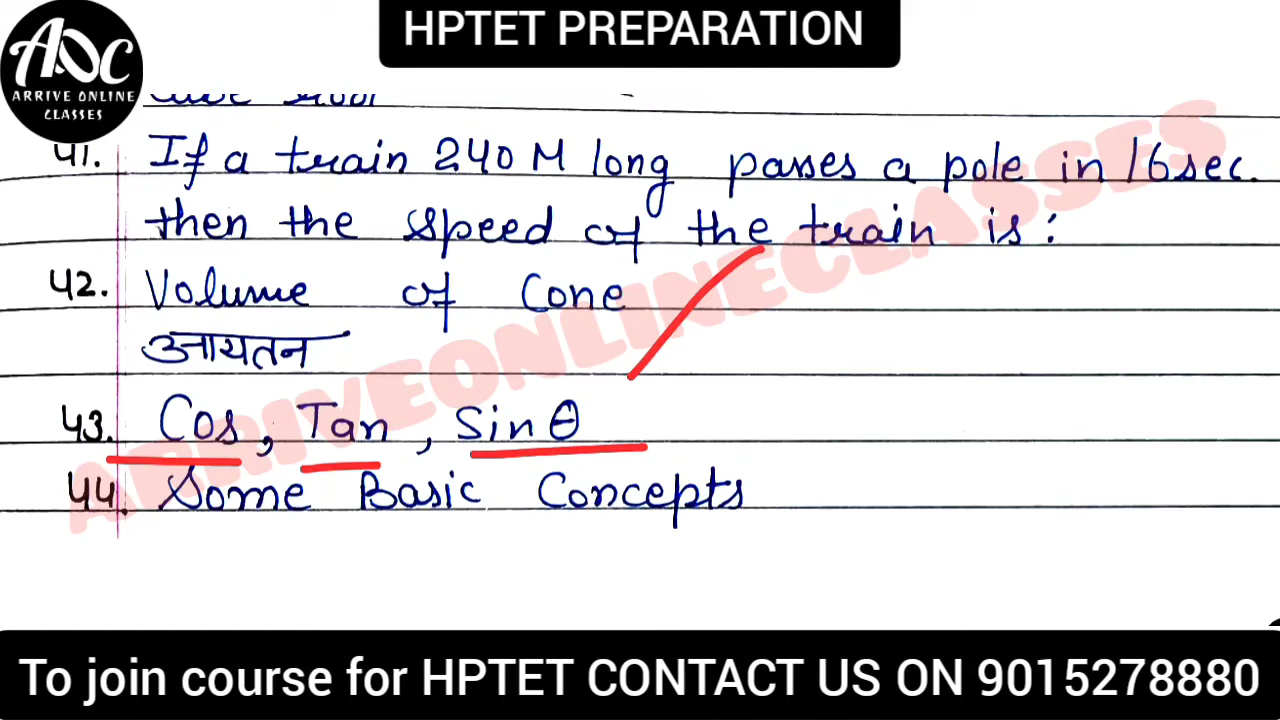 HPTET PREPARATION
ADC
ARRIVE ONLINE
CLASSES
41. If a train 240 M long passes a pole in 16 sec.
then the speed of the train is :
42. Volume of Cone
आयतन
43. Cos, Tan, Sin θ
44. Some Basic Concepts
ARRIVEONLINECLASSES
To join course for HPTET CONTACT US ON 9015278880